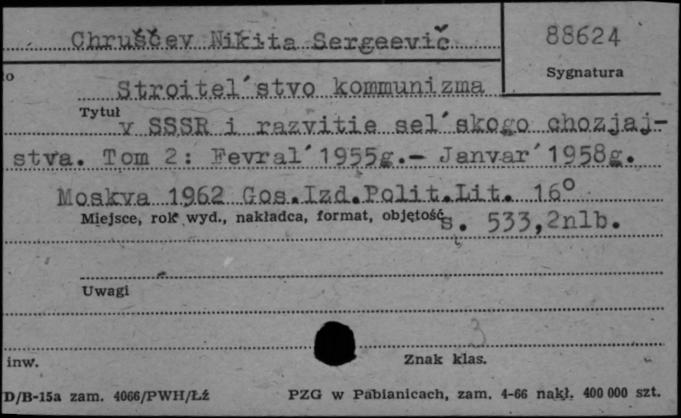 Chruščev Nikita Sergeevič
88624
Sygnatura
Stroitel'stvo kommunizma
Tytuł
v SSSR i razvitie sel'skogo chozjaj-
stva. Tom 2: Fevral' 1955g.- Janvar' 1958g.
Moskva 1962 Gos.Izd.Polit.Lit. 16°
Miejsce, rok wyd., nakładca, format, objętość
s. 533,2nlb.
Uwagi
3
inw.
Znak klas.
D/B-15a zam. 4066/PWH/Łź
PZG w Pabianicach, zam. 4-66 nakł. 400 000 szt.